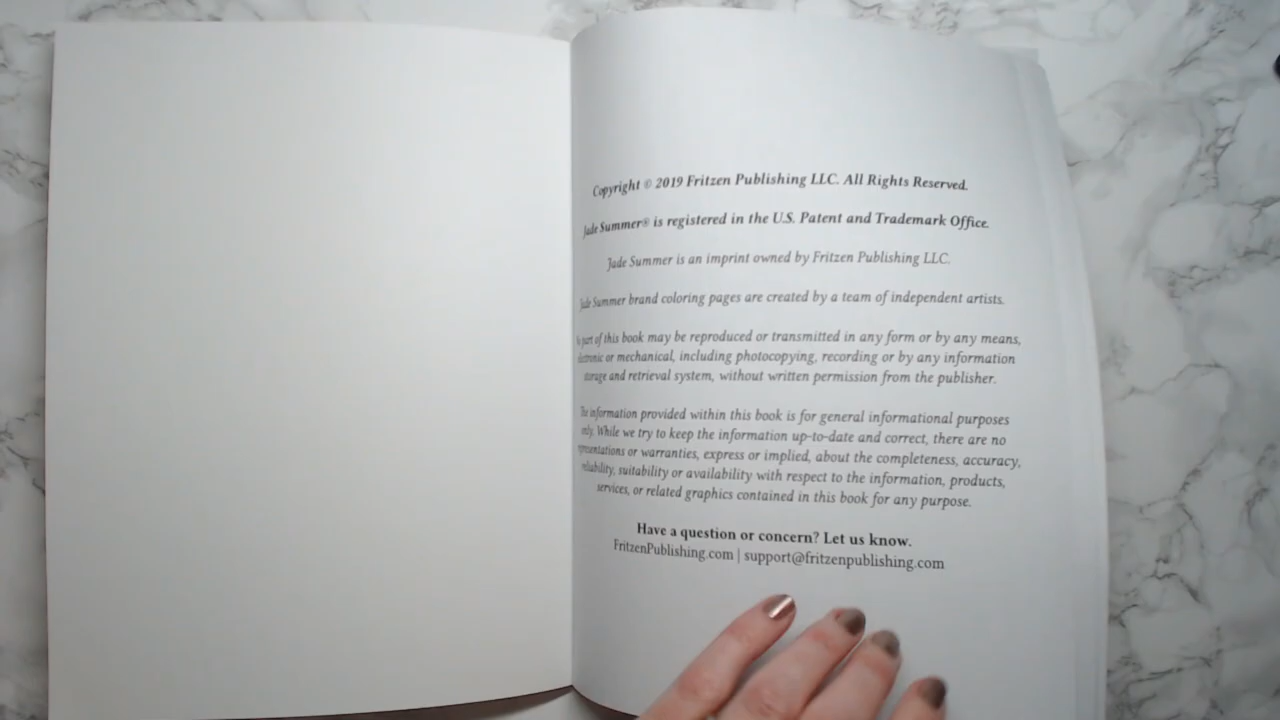 Copyright © 2019 Fritzen Publishing LLC. All Rights Reserved.
Jade Summer® is registered in the U.S. Patent and Trademark Office.
Jade Summer is an imprint owned by Fritzen Publishing LLC.
Jade Summer brand coloring pages are created by a team of independent artists.
No part of this book may be reproduced or transmitted in any form or by any means,
electronic or mechanical, including photocopying, recording or by any information
storage and retrieval system, without written permission from the publisher.
The information provided within this book is for general informational purposes
only. While we try to keep the information up-to-date and correct, there are no
representations or warranties, express or implied, about the completeness, accuracy,
reliability, suitability or availability with respect to the information, products,
services, or related graphics contained in this book for any purpose.
Have a question or concern? Let us know.
FritzenPublishing.com | support@fritzenpublishing.com